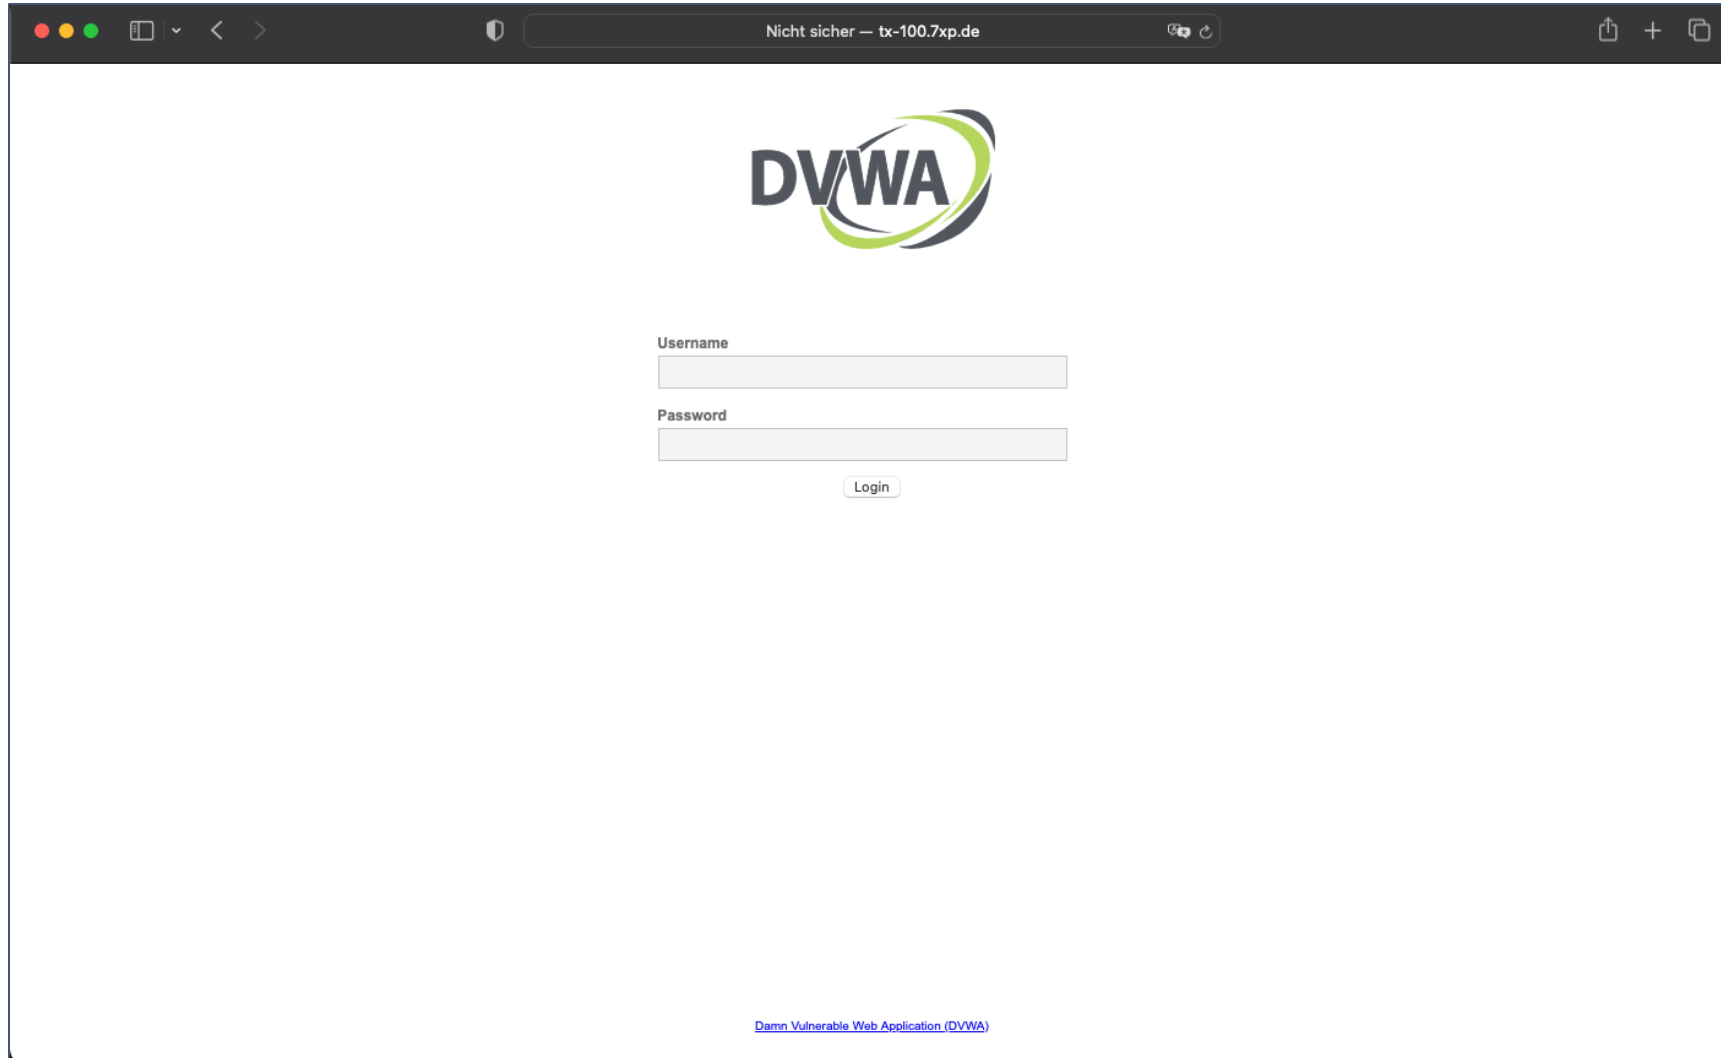 Nicht sicher — tx-100.7xp.de
DVWA
Username
Password
Login
Damn Vulnerable Web Application (DVWA)